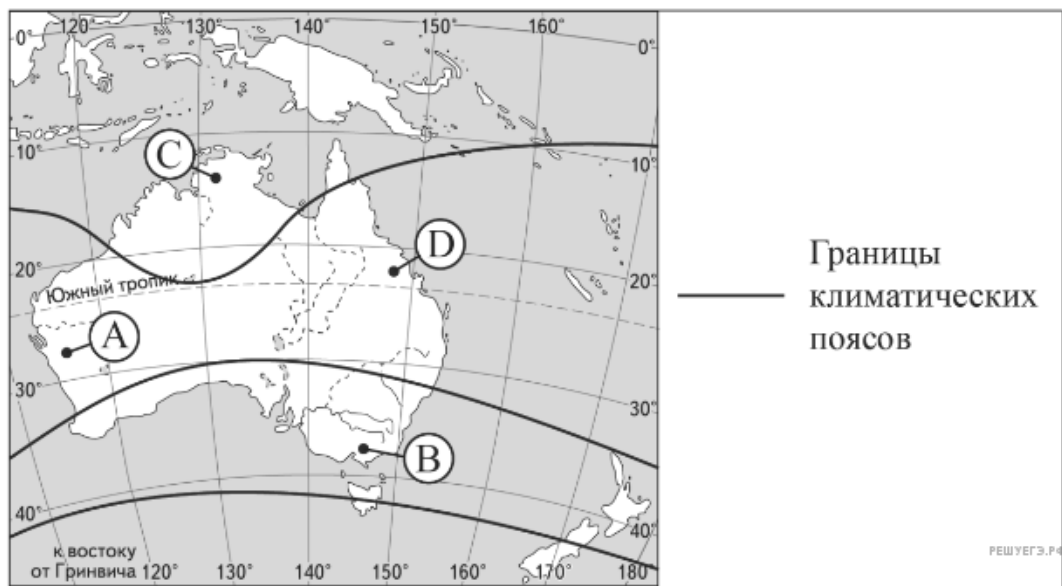 120° 130° 140° 150° 160°
0° 0°
10° 10°
C
D
20° 20°
Южный тропик
A
30° 30°
B
40° 40°
к востоку
от Гринвича 120° 130° 140° 150° 160° 170° 180°
Границы
климатических
поясов
РЕШУЕГЭ.РФ